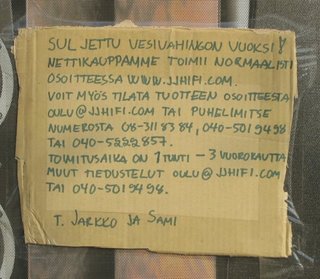 SULJETTU VESIVAHINGON VUOKSI!
NETTIKAUPPAMME TOIMII NORMAALISTI
OSOITTEESSA WWW.JJHIFI.COM.
VOIT MYÖS TILATA TUOTTEEN OSOITTEESTA
OULU@JJHIFI.COM TAI PUHELIMITSE
NUMEROSTA 08-3118384, 040-5019498
TAI 040-5222857.
TOIMITUSAIKA ON 1 TUNTI – 3 VUOROKAUTTA
MUUT TIEDUSTELUT OULU@JJHIFI.COM
TAI 040-5019498.
T. JARKKO JA SAMI